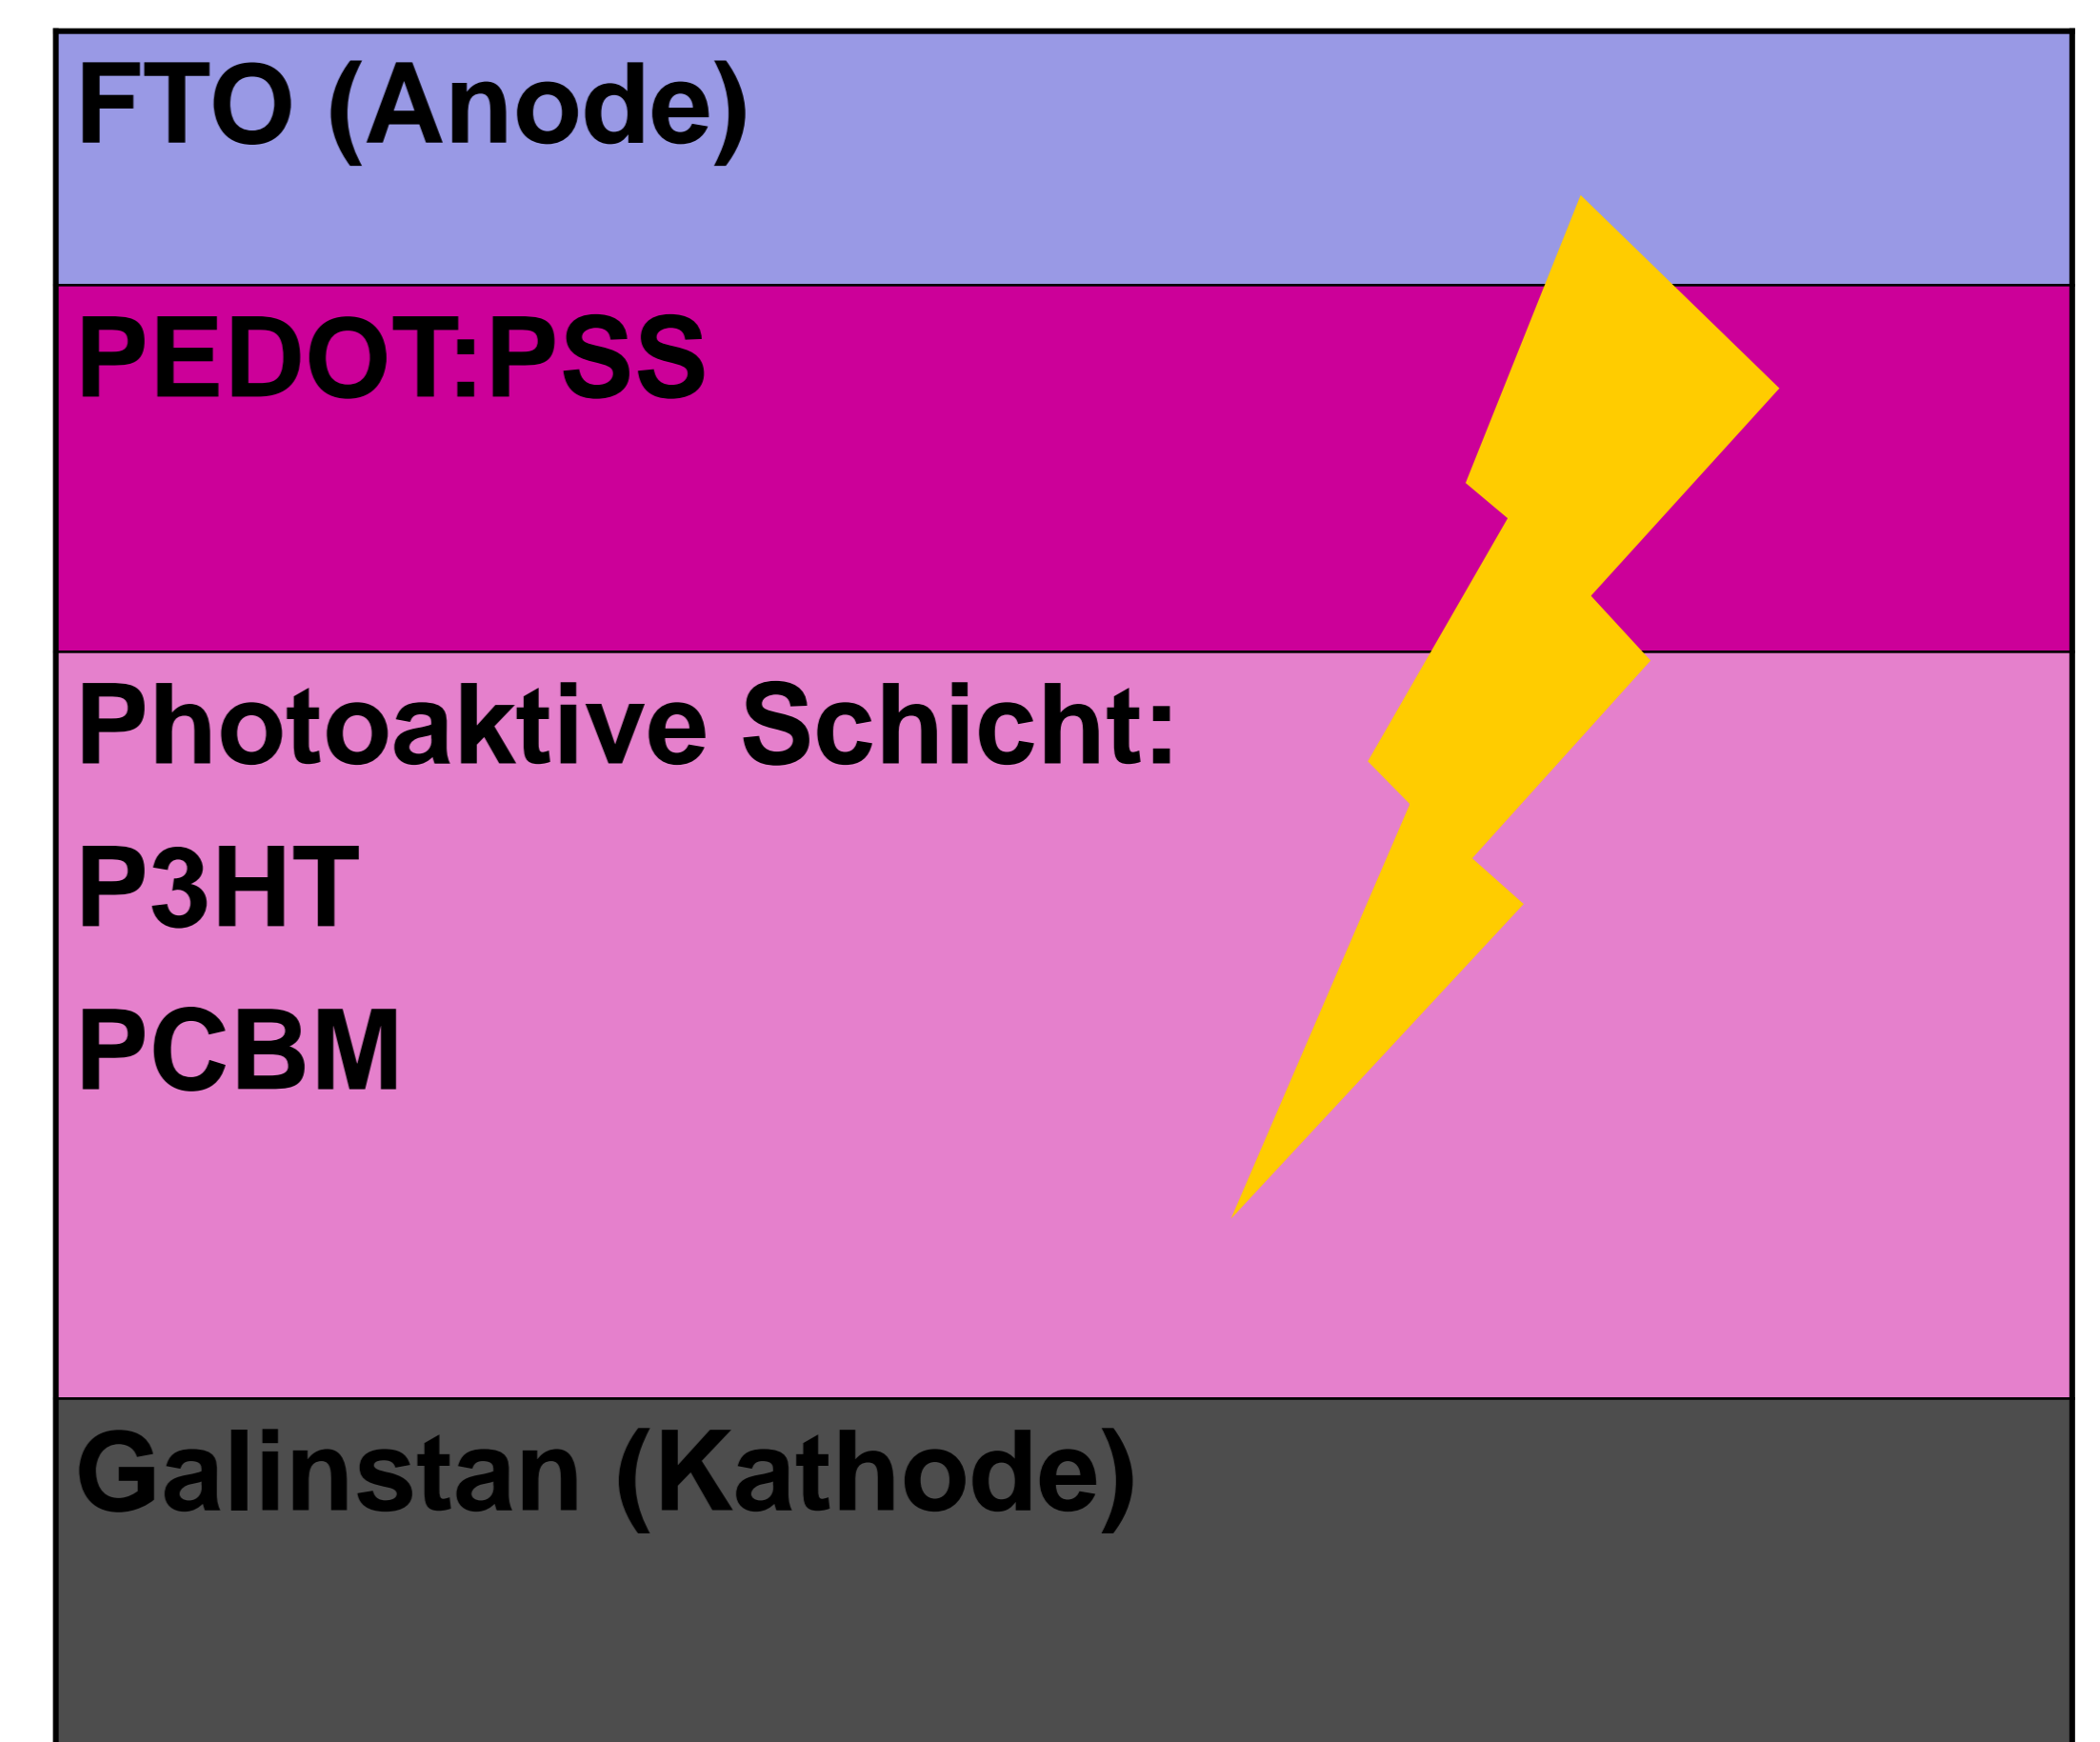 FTO (Anode)
PEDOT:PSS
Photoaktive Schicht:
P3HT
PCBM
Galinstan (Kathode)